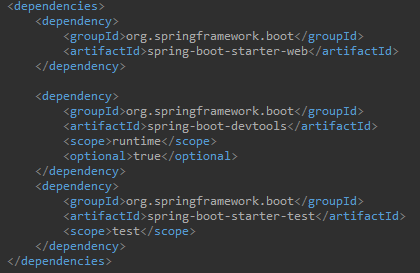 <dependencies>
    <dependency>
        <groupId>org.springframework.boot</groupId>
        <artifactId>spring-boot-starter-web</artifactId>
    </dependency>

    <dependency>
        <groupId>org.springframework.boot</groupId>
        <artifactId>spring-boot-devtools</artifactId>
        <scope>runtime</scope>
        <optional>true</optional>
    </dependency>
    <dependency>
        <groupId>org.springframework.boot</groupId>
        <artifactId>spring-boot-starter-test</artifactId>
        <scope>test</scope>
    </dependency>
</dependencies>